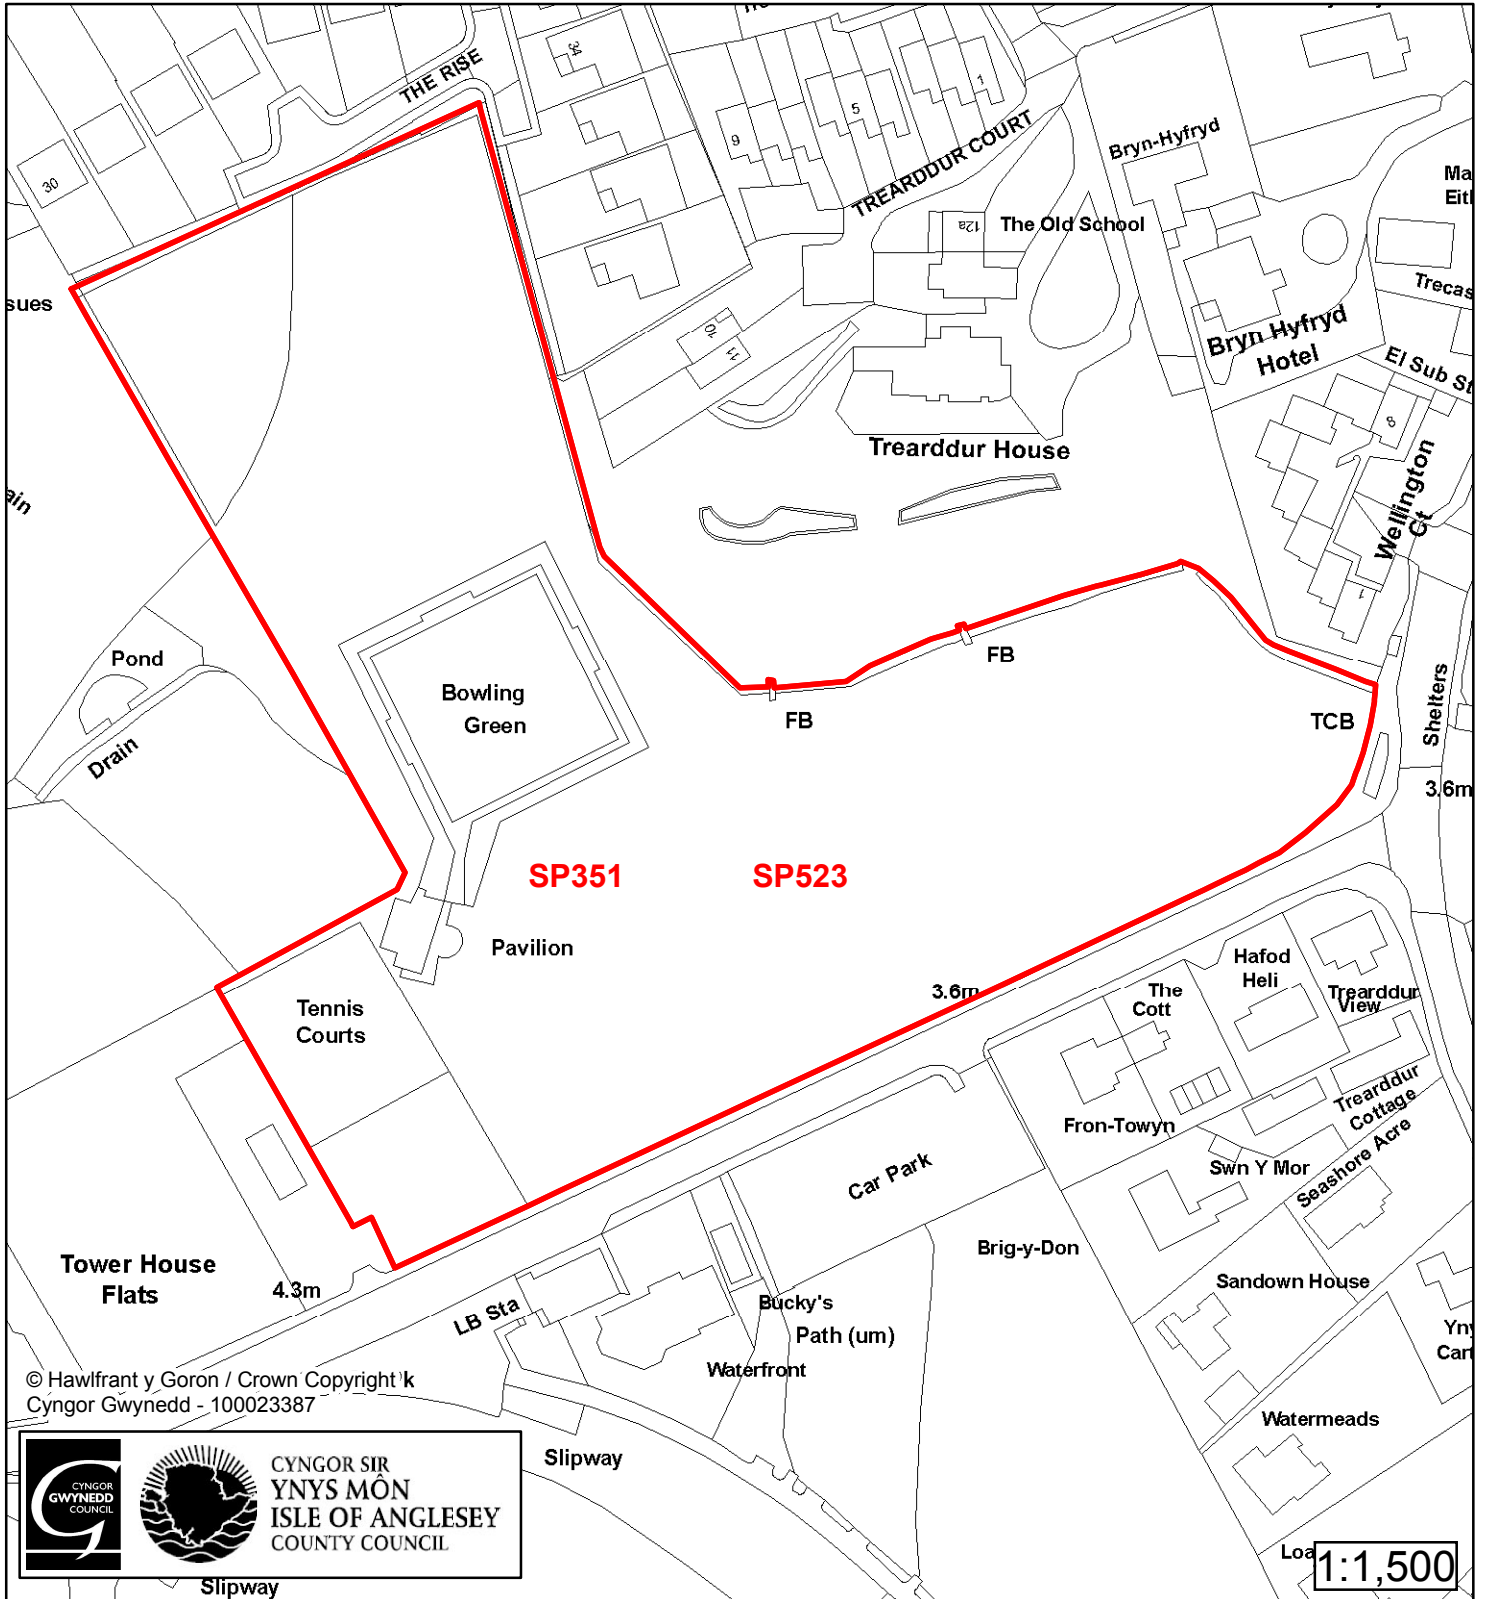 THE RISE
34
30
9
5
1
TREARDDUR COURT
Bryn-Hyfryd
12a
The Old School
10
11
Bryn Hyfryd
Hotel
El Sub St
8
Trearddur House
Wellington
Ct
1
Pond
Drain
Bowling
Green
FB
FB
TCB
Shelters
3.6m
SP351
SP523
Pavilion
Tennis
Courts
3.6m
The
Cott
Hafod
Heli
Trearddur
View
Trearddur
Cottage
Fron-Towyn
Swn Y Mor
Seashore Acre
Car Park
Brig-y-Don
Sandown House
Tower House
Flats
4.3m
LB Sta
Bucky's
Path (um)
Waterfront
Watermeads
Slipway
Slipway
© Hawlfrant y Goron / Crown Copyright
Cyngor Gwynedd - 100023387
CYNGOR
GWYNEDD
COUNCIL
CYNGOR SIR
YNYS MÔN
ISLE OF ANGLESEY
COUNTY COUNCIL
1:1,500